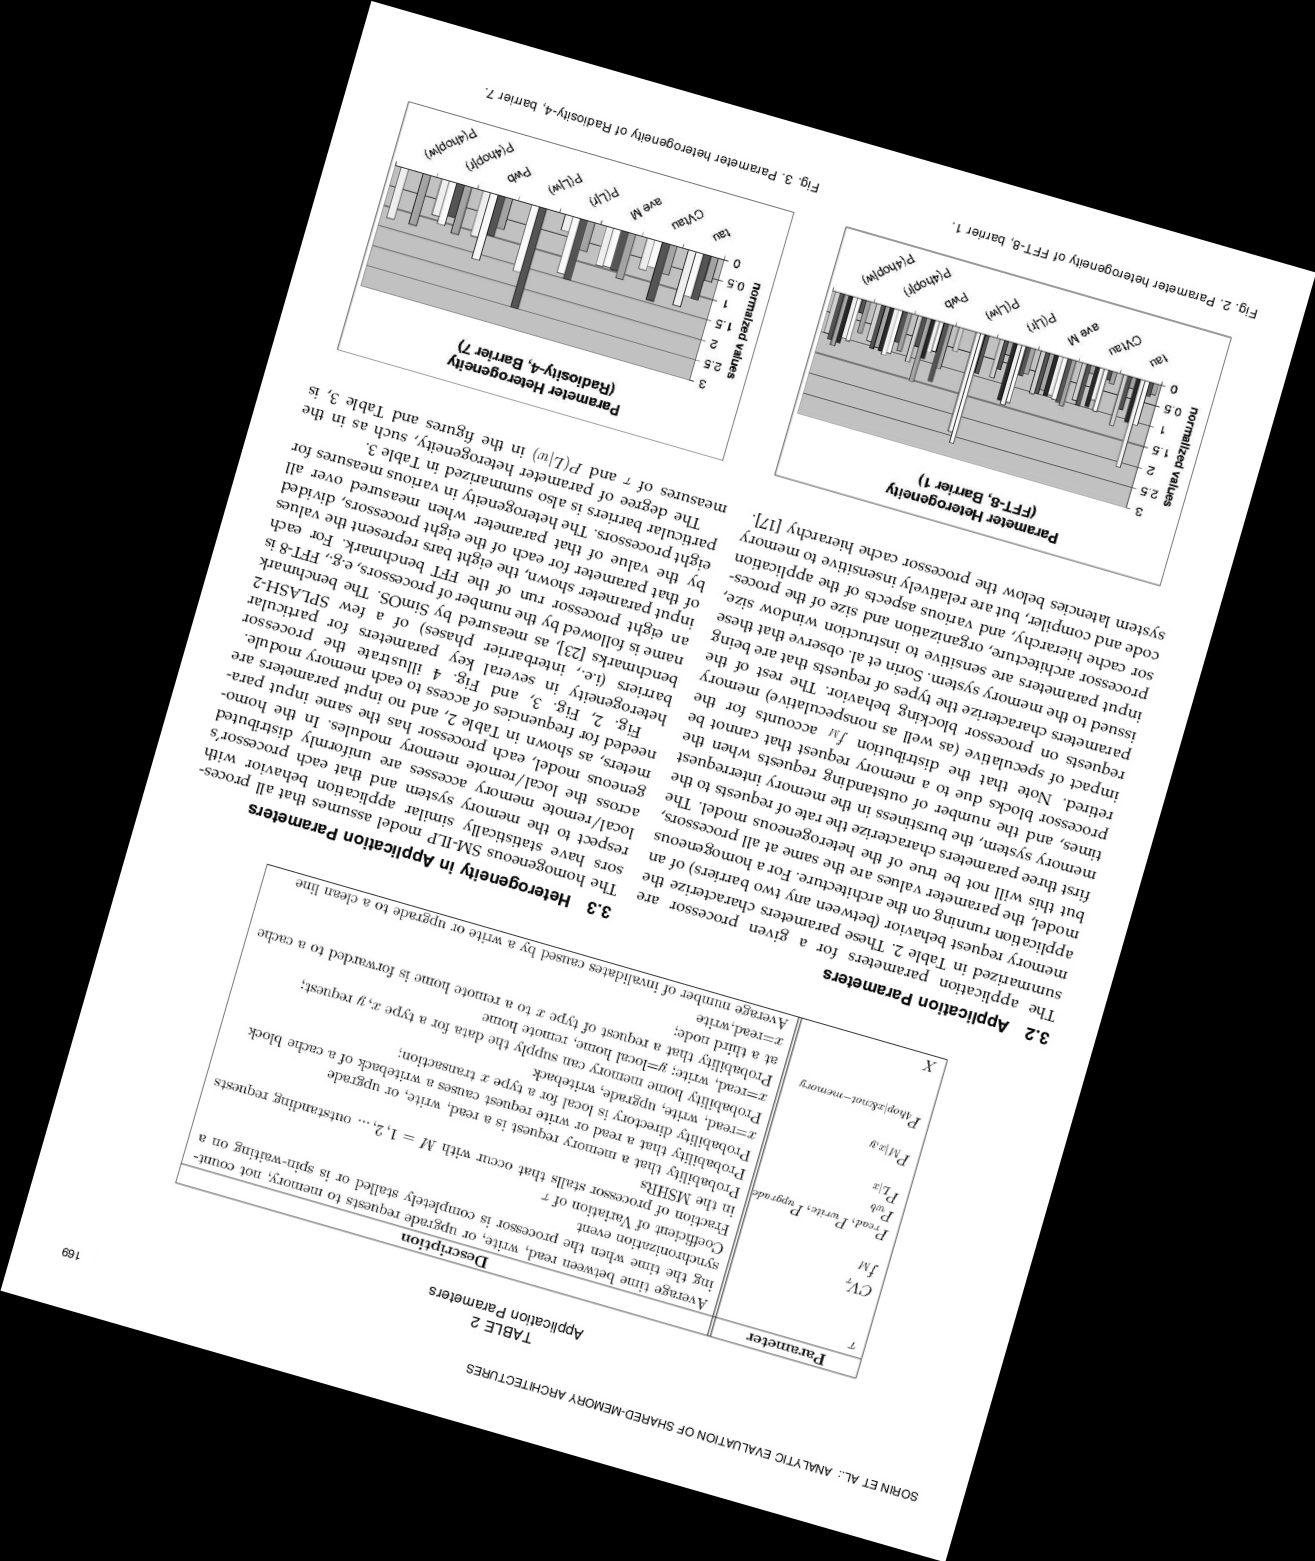 SORIN ET AL.: ANALYTIC EVALUATION OF SHARED-MEMORY ARCHITECTURES
169
TABLE 2
Application Parameters
Parameter Description
τ Average time between read, write, or upgrade requests to memory, not count-
ing the time when the processor is completely stalled or is spin-waiting on a
synchronization event
CVτ Coefficient of Variation of τ
fM Fraction of processor stalls that occur with M = 1, 2, ... outstanding requests
in the MSHRs
Pread, Pwrite, Pupgrade Probability that a memory request is a read, write, or upgrade
Pwb Probability that a read or write request causes a writeback of a cache block
PL|x Probability directory is local for a type x transaction;
x=read, write, upgrade, writeback
PM|x,y Probability home memory can supply the data for a type x, y request;
x=read, write; y=local home, remote home
P4hop|x&not−memory Probability that a request of type x to a remote home is forwarded to a cache
at a third node;
x=read,write
X Average number of invalidates caused by a write or upgrade to a clean line
3.2 Application Parameters
The application parameters for a given processor are
summarized in Table 2. These parameters characterize the
memory request behavior (between any two barriers) of an
application running on the architecture. For a homogeneous
model, the parameter values are the same at all processors,
but this will not be true of the heterogeneous model. The
first three parameters characterize the rate of requests to the
memory system, the burstiness in the memory interrequest
times, and the number of outstanding requests when the
processor blocks due to a memory request that cannot be
retired. Note that the distribution fM accounts for the
impact of speculative (as well as nonspeculative) memory
requests on processor blocking behavior. The rest of the
parameters characterize the types of requests that are being
issued to the memory system. Sorin et al. observe that these
input parameters are sensitive to instruction window size,
processor architecture, organization and size of the proces-
sor cache hierarchy, and various aspects of the application
code and compiler, but are relatively insensitive to memory
system latencies below the processor cache hierarchy [17].
Parameter Heterogeneity
(FFT-8, Barrier 1)
normalized values
3
2.5
2
1.5
1
0.5
0
tau
CVtau
ave M
P(L|r)
P(L|w)
Pwb
P(4hop|r)
P(4hop|w)
Fig. 2. Parameter heterogeneity of FFT-8, barrier 1.
3.3 Heterogeneity in Application Parameters
The homogeneous SM-ILP model assumes that all proces-
sors have statistically similar application behavior with
respect to the memory system and that each processor's
local/remote memory accesses are uniformly distributed
across the local/remote memory modules. In the homo-
geneous model, each processor has the same input para-
meters, as shown in Table 2, and no input parameters are
needed for frequencies of access to each memory module.
Fig. 2, Fig. 3, and Fig. 4 illustrate the processor
heterogeneity in several key parameters for particular
barriers (i.e., interbarrier phases) of a few SPLASH-2
benchmarks [23], as measured by SimOS. The benchmark
name is followed by the number of processors, e.g., FFT-8 is
an eight processor run of the FFT benchmark. For each
input parameter shown, the eight bars represent the values
of that parameter for each of the eight processors, divided
by the value of that parameter when measured over all
eight processors. The heterogeneity in various measures for
particular barriers is also summarized in Table 3.
The degree of parameter heterogeneity, such as in the
measures of τ and P(L|w) in the figures and Table 3, is
Parameter Heterogeneity
(Radiosity-4, Barrier 7)
normalized values
3
2.5
2
1.5
1
0.5
0
tau
CVtau
ave M
P(L|r)
P(L|w)
Pwb
P(4hop|r)
P(4hop|w)
Fig. 3. Parameter heterogeneity of Radiosity-4, barrier 7.